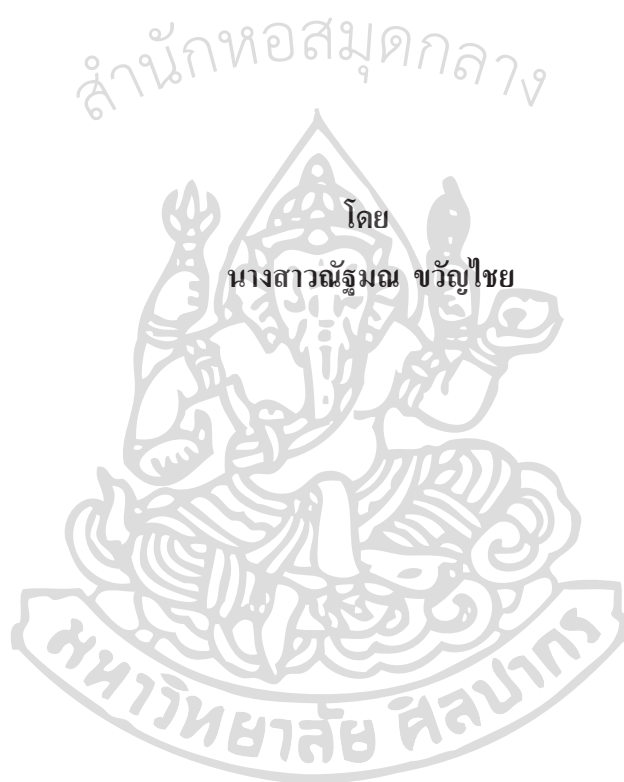 สำนักหอสมุดกลาง
โดย
นางสาวณัฐมณ ขวัญไชย
มหาวิทยาลัย ศิลปากร